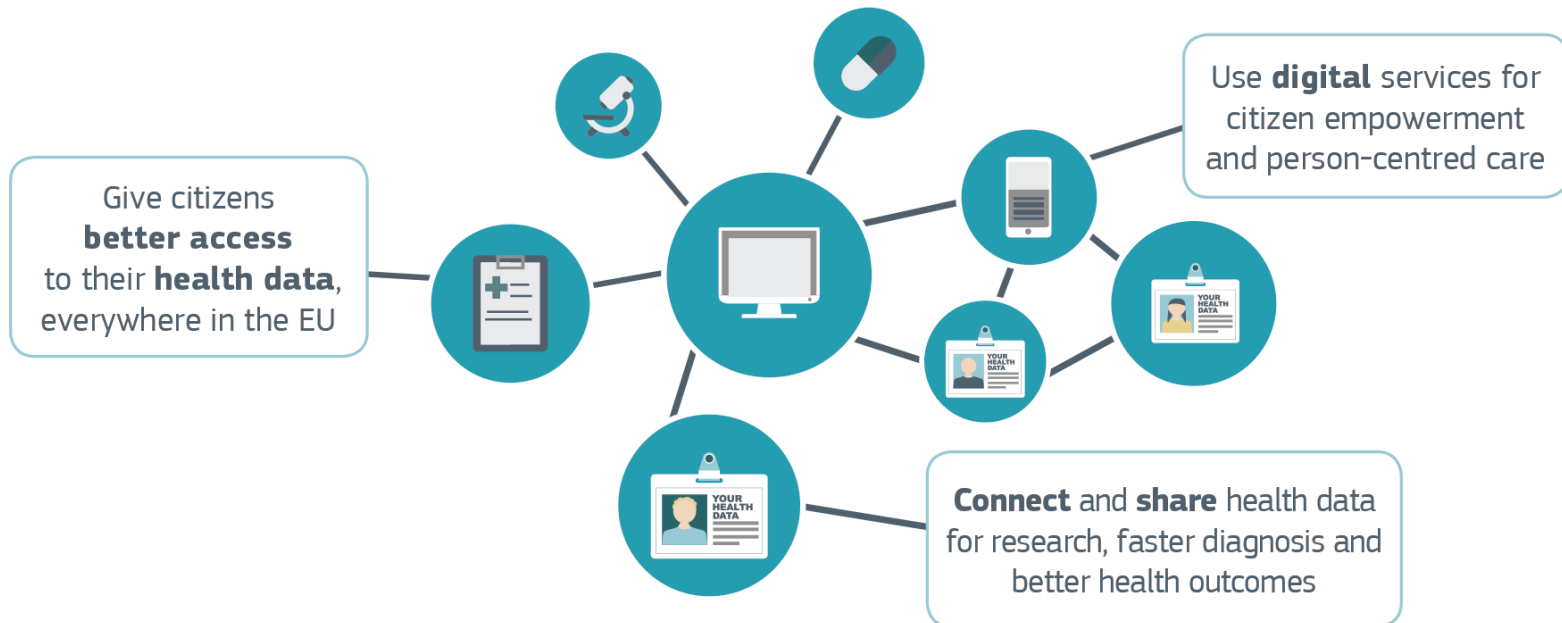 Give citizens
better access
to their health data,
everywhere in the EU
Use digital services for
citizen empowerment
and person-centred care
YOUR
HEALTH
DATA
YOUR
HEALTH
DATA
YOUR
HEALTH
DATA
Connect and share health data
for research, faster diagnosis and
better health outcomes